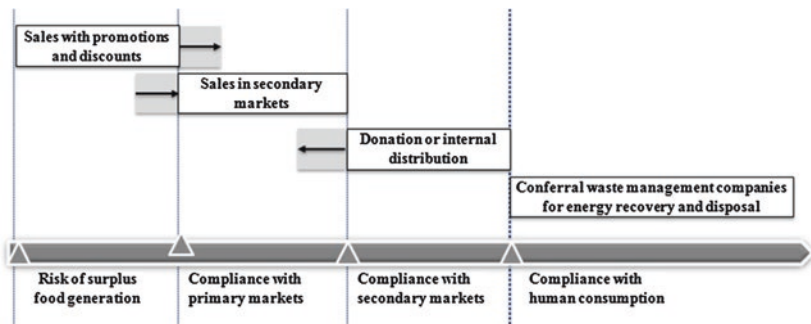 Sales with promotions
and discounts
Sales in secondary
markets
Donation or internal
distribution
Conferral waste management companies
for energy recovery and disposal
Risk of surplus
food generation
Compliance with
primary markets
Compliance with
secondary markets
Compliance with
human consumption